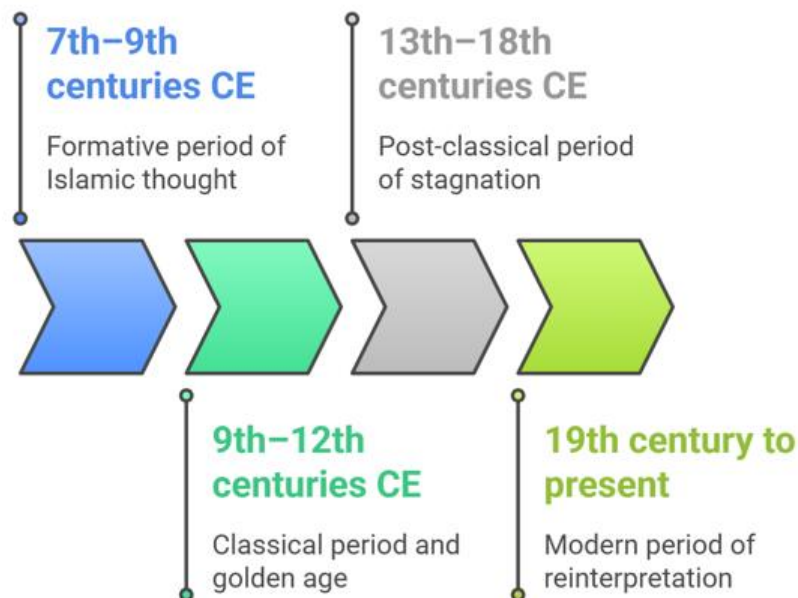 7th–9th
centuries CE
Formative period of
Islamic thought
9th–12th
centuries CE
Classical period and
golden age
13th–18th
centuries CE
Post-classical period
of stagnation
19th century to
present
Modern period of
reinterpretation